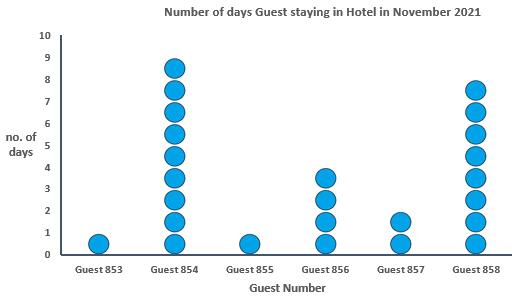 Number of days Guest staying in Hotel in November 2021
10
9
8
7
6
5
4
3
2
1
0
no. of
days
Guest 853 Guest 854 Guest 855 Guest 856 Guest 857 Guest 858
Guest Number